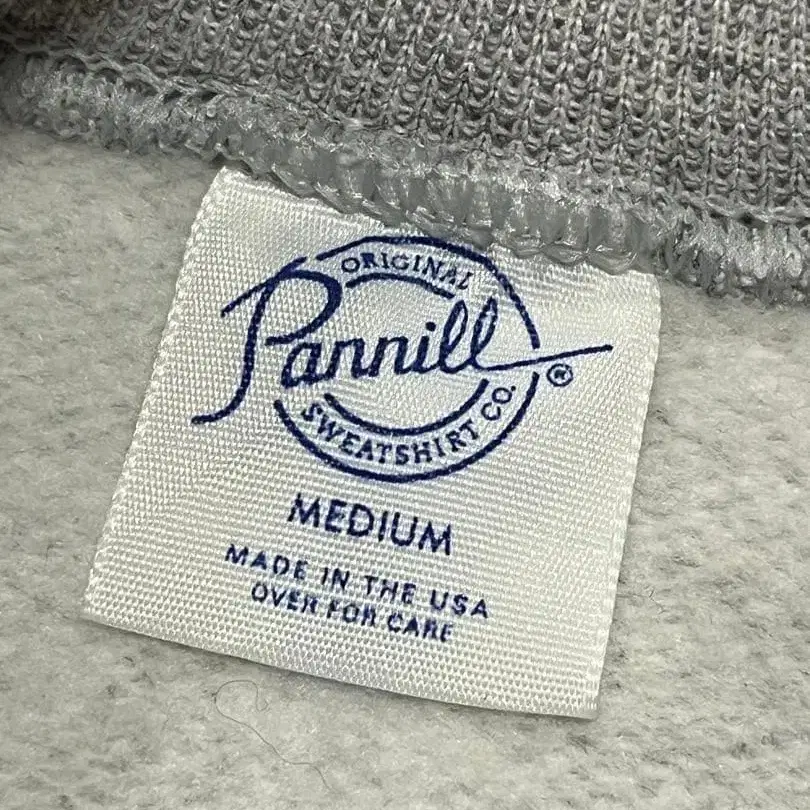 ORIGINAL
Pannill
®
SWEATSHIRT CO.
MEDIUM
MADE IN THE USA
OVER FOR CARE